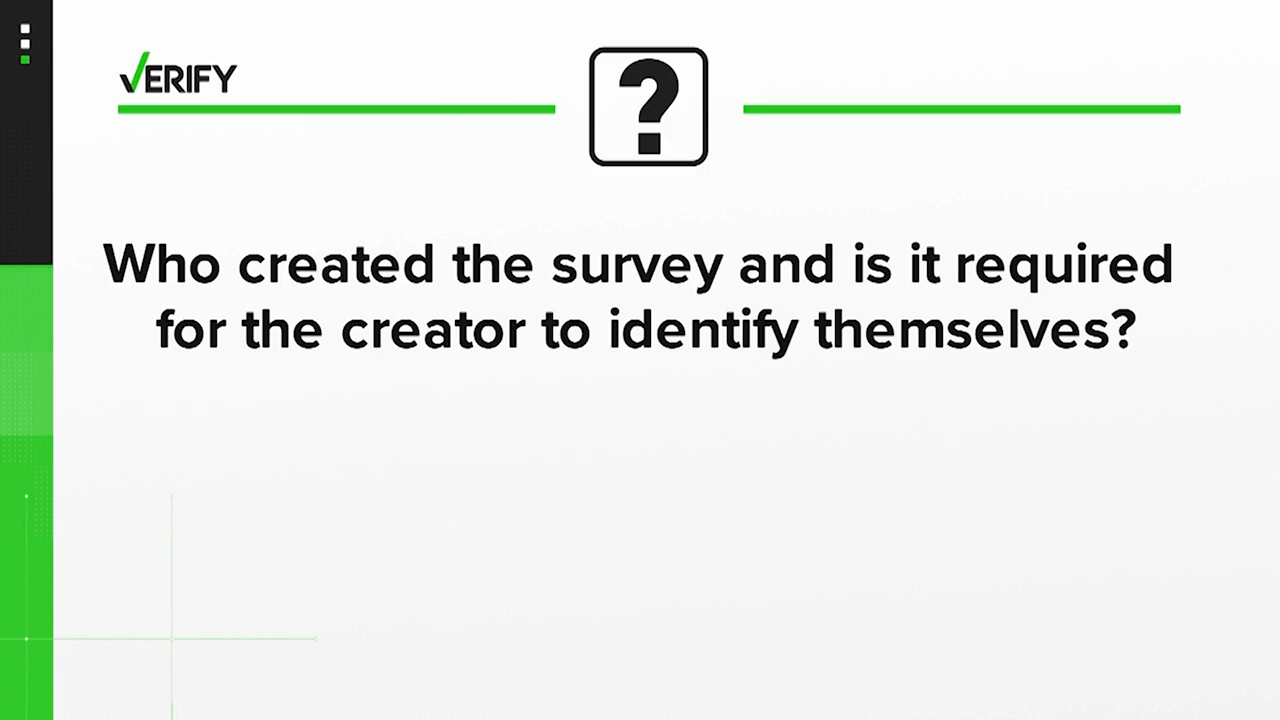 VERIFY
?
Who created the survey and is it required
for the creator to identify themselves?